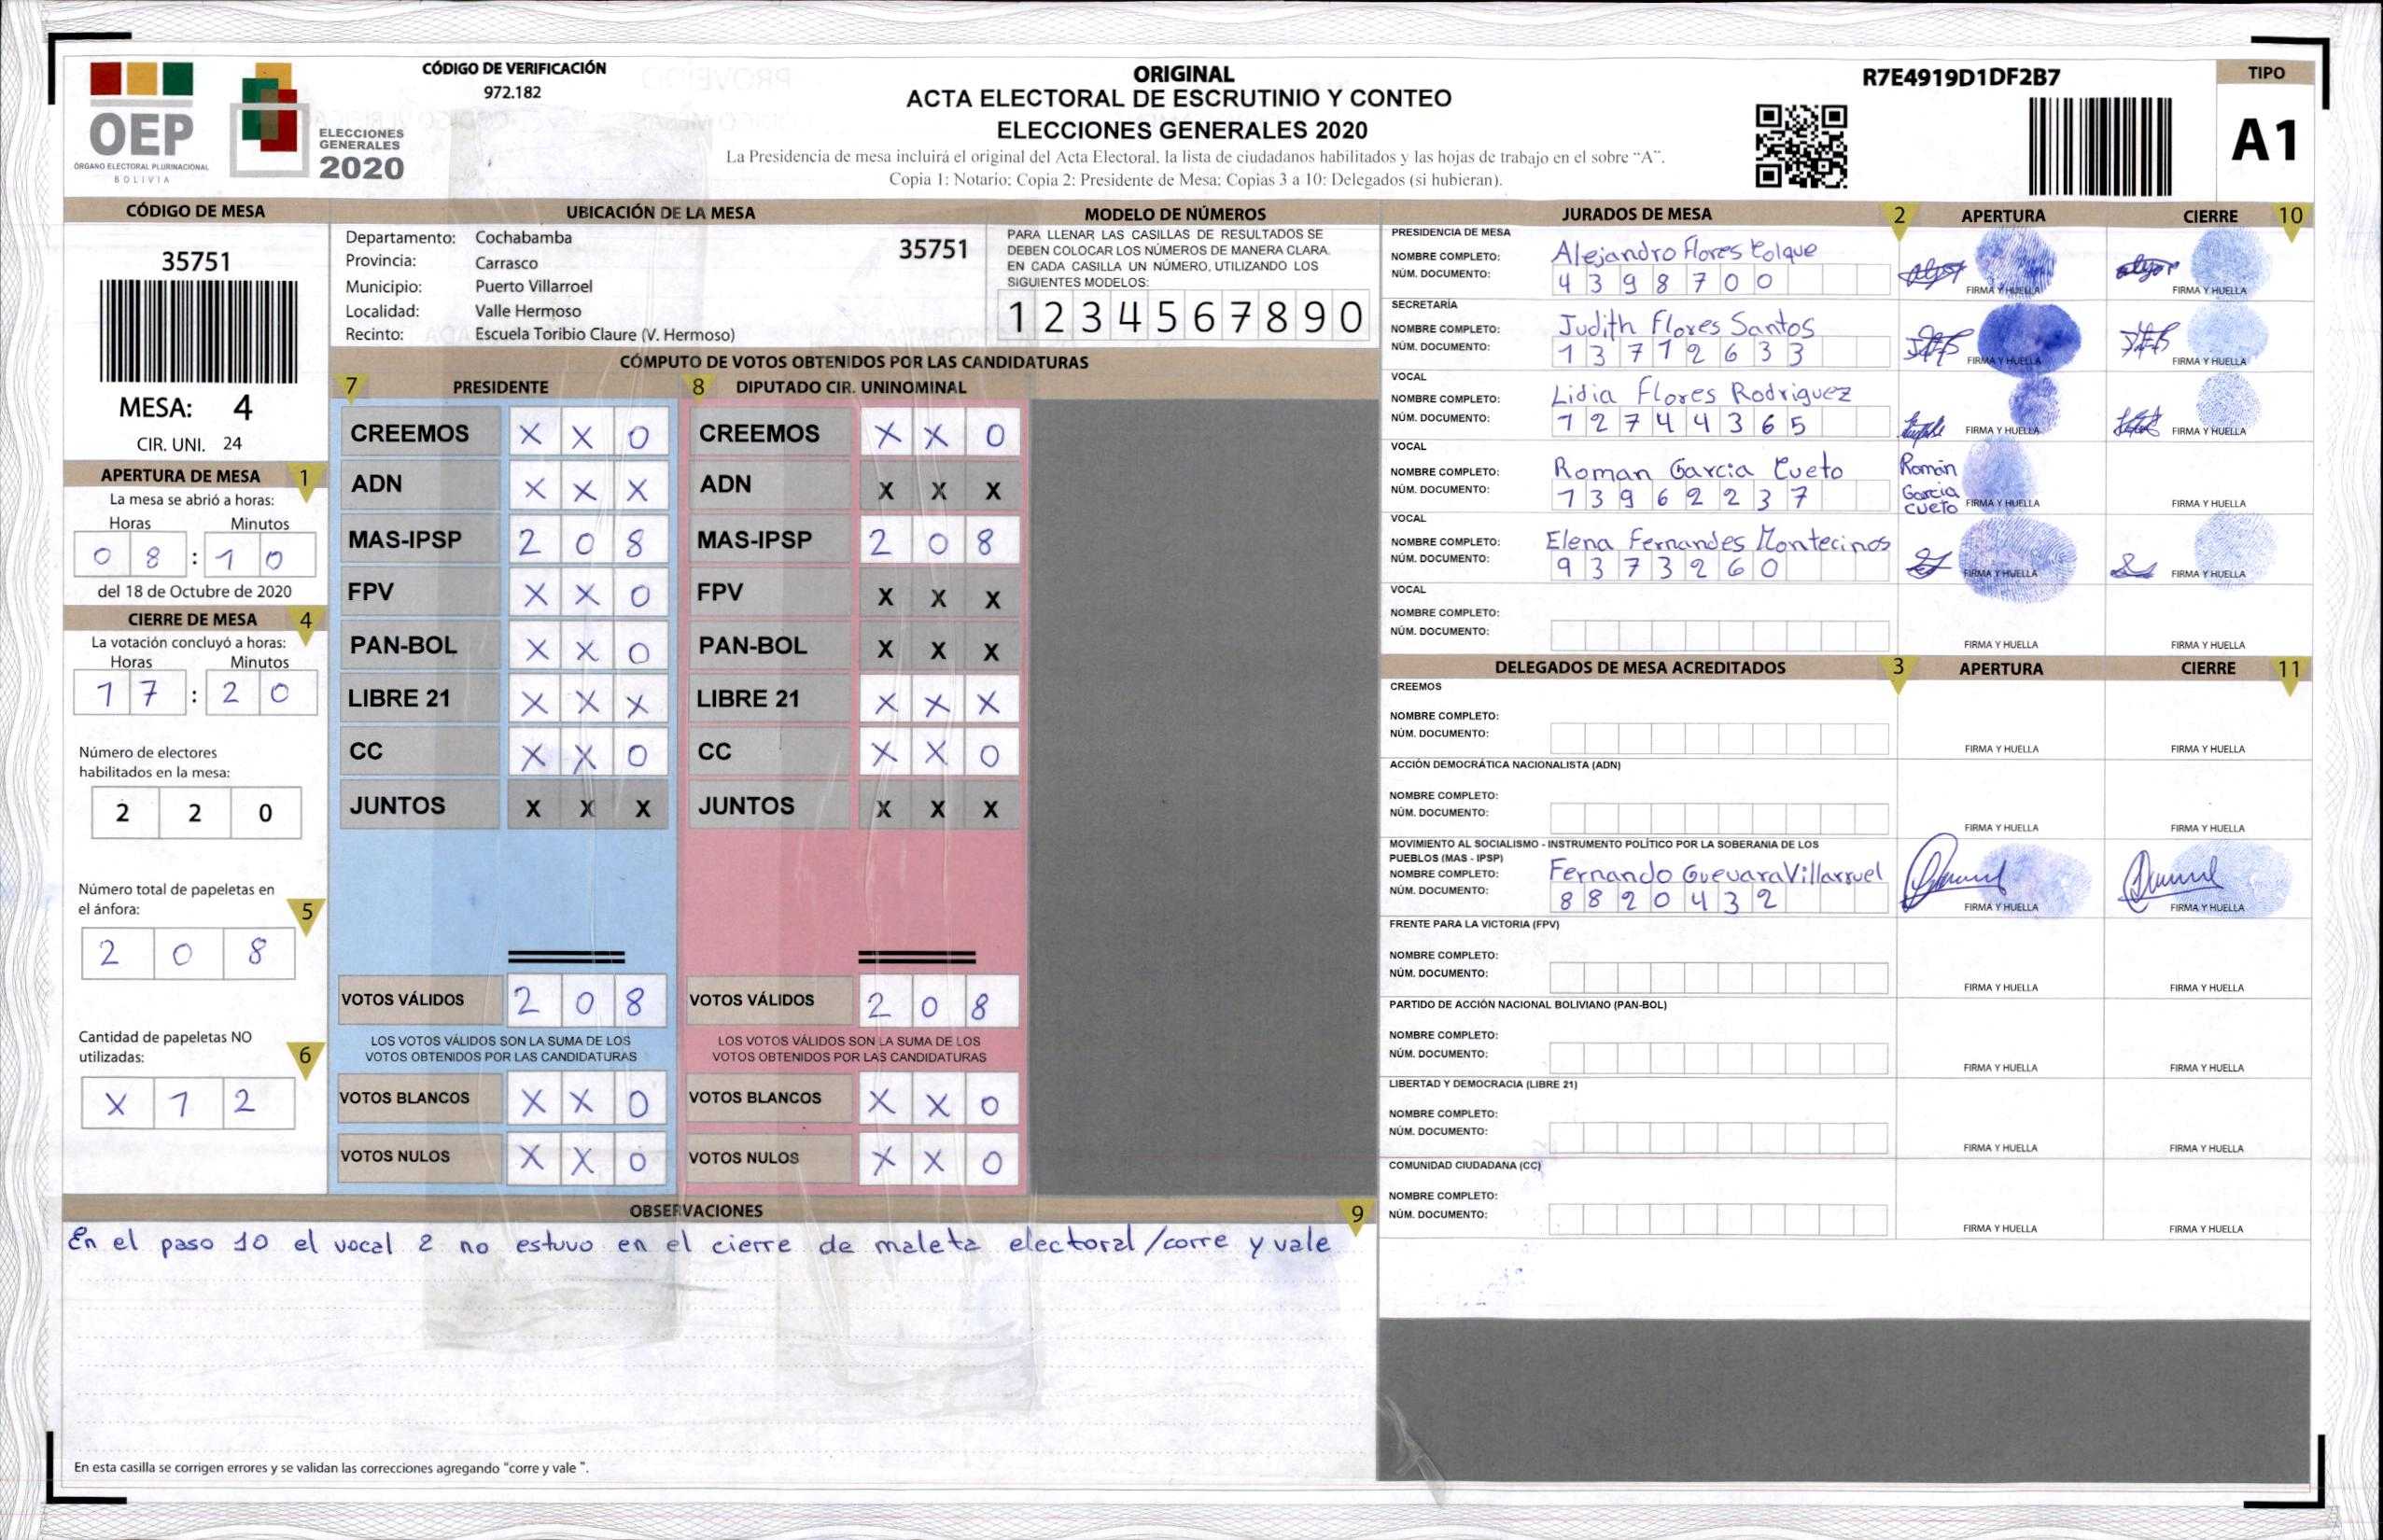 OEP
ÓRGANO ELECTORAL PLURINACIONAL
BOLIVIA
ELECCIONES
GENERALES
2020
CÓDIGO DE VERIFICACIÓN
972.182
ORIGINAL
ACTA ELECTORAL DE ESCRUTINIO Y CONTEO
ELECCIONES GENERALES 2020
La Presidencia de mesa incluirá el original del Acta Electoral, la lista de ciudadanos habilitados y las hojas de trabajo en el sobre "A".
Copia 1: Notario; Copia 2: Presidente de Mesa; Copias 3 a 10: Delegados (si hubieran).
R7E4919D1DF2B7
TIPO
A1
CÓDIGO DE MESA
35751
MESA: 4
CIR. UNI. 24
APERTURA DE MESA 1
La mesa se abrió a horas:
Horas Minutos
0 8 : 1 0
del 18 de Octubre de 2020
CIERRE DE MESA 4
La votación concluyó a horas:
Horas Minutos
1 7 : 2 0
Número de electores
habilitados en la mesa:
2 2 0
Número total de papeletas en
el ánfora: 5
2 0 8
Cantidad de papeletas NO
utilizadas: 6
X 1 2
UBICACIÓN DE LA MESA
Departamento: Cochabamba 35751
Provincia: Carrasco
Municipio: Puerto Villarroel
Localidad: Valle Hermoso
Recinto: Escuela Toribio Claure (V. Hermoso)
MODELO DE NÚMEROS
PARA LLENAR LAS CASILLAS DE RESULTADOS SE
DEBEN COLOCAR LOS NÚMEROS DE MANERA CLARA.
EN CADA CASILLA UN NÚMERO, UTILIZANDO LOS
SIGUIENTES MODELOS:
1 2 3 4 5 6 7 8 9 0
CÓMPUTO DE VOTOS OBTENIDOS POR LAS CANDIDATURAS
7 PRESIDENTE 8 DIPUTADO CIR. UNINOMINAL
CREEMOS X X 0 CREEMOS X X 0
ADN X X X ADN X X X
MAS-IPSP 2 0 8 MAS-IPSP 2 0 8
FPV X X 0 FPV X X X
PAN-BOL X X 0 PAN-BOL X X X
LIBRE 21 X X X LIBRE 21 X X X
CC X X 0 CC X X 0
JUNTOS X X X JUNTOS X X X
VOTOS VÁLIDOS 2 0 8 VOTOS VÁLIDOS 2 0 8
LOS VOTOS VÁLIDOS SON LA SUMA DE LOS LOS VOTOS VÁLIDOS SON LA SUMA DE LOS
VOTOS OBTENIDOS POR LAS CANDIDATURAS VOTOS OBTENIDOS POR LAS CANDIDATURAS
VOTOS BLANCOS X X 0 VOTOS BLANCOS X X 0
VOTOS NULOS X X 0 VOTOS NULOS X X 0
OBSERVACIONES 9
En el paso 10 el vocal 2 no estuvo en el cierre de maleta electoral/corre y vale
En esta casilla se corrigen errores y se validan las correcciones agregando "corre y vale ".
JURADOS DE MESA 2 APERTURA CIERRE 10
PRESIDENCIA DE MESA
NOMBRE COMPLETO: Alejandro Flores Colque
NÚM. DOCUMENTO: 4 3 9 8 7 0 0 FIRMA Y HUELLA FIRMA Y HUELLA
SECRETARÍA
NOMBRE COMPLETO: Judith Flores Santos
NÚM. DOCUMENTO: 1 3 7 1 2 6 3 3 FIRMA Y HUELLA FIRMA Y HUELLA
VOCAL
NOMBRE COMPLETO: Lidia Flores Rodriguez
NÚM. DOCUMENTO: 1 2 7 4 4 3 6 5 FIRMA Y HUELLA FIRMA Y HUELLA
VOCAL
NOMBRE COMPLETO: Roman Garcia Cueto Román
NÚM. DOCUMENTO: 1 3 9 6 2 2 3 7 Garcia
cueto FIRMA Y HUELLA FIRMA Y HUELLA
VOCAL
NOMBRE COMPLETO: Elena Fernandes Montecinos
NÚM. DOCUMENTO: 9 3 7 3 2 6 0 FIRMA Y HUELLA FIRMA Y HUELLA
VOCAL
NOMBRE COMPLETO:
NÚM. DOCUMENTO: FIRMA Y HUELLA FIRMA Y HUELLA
DELEGADOS DE MESA ACREDITADOS 3 APERTURA CIERRE 11
CREEMOS
NOMBRE COMPLETO:
NÚM. DOCUMENTO: FIRMA Y HUELLA FIRMA Y HUELLA
ACCIÓN DEMOCRÁTICA NACIONALISTA (ADN)
NOMBRE COMPLETO:
NÚM. DOCUMENTO: FIRMA Y HUELLA FIRMA Y HUELLA
MOVIMIENTO AL SOCIALISMO - INSTRUMENTO POLÍTICO POR LA SOBERANIA DE LOS
PUEBLOS (MAS - IPSP)
NOMBRE COMPLETO: Fernando Guevara Villarruel
NÚM. DOCUMENTO: 8 8 2 0 4 3 2 FIRMA Y HUELLA FIRMA Y HUELLA
FRENTE PARA LA VICTORIA (FPV)
NOMBRE COMPLETO:
NÚM. DOCUMENTO: FIRMA Y HUELLA FIRMA Y HUELLA
PARTIDO DE ACCIÓN NACIONAL BOLIVIANO (PAN-BOL)
NOMBRE COMPLETO:
NÚM. DOCUMENTO: FIRMA Y HUELLA FIRMA Y HUELLA
LIBERTAD Y DEMOCRACIA (LIBRE 21)
NOMBRE COMPLETO:
NÚM. DOCUMENTO: FIRMA Y HUELLA FIRMA Y HUELLA
COMUNIDAD CIUDADANA (CC)
NOMBRE COMPLETO:
NÚM. DOCUMENTO: FIRMA Y HUELLA FIRMA Y HUELLA